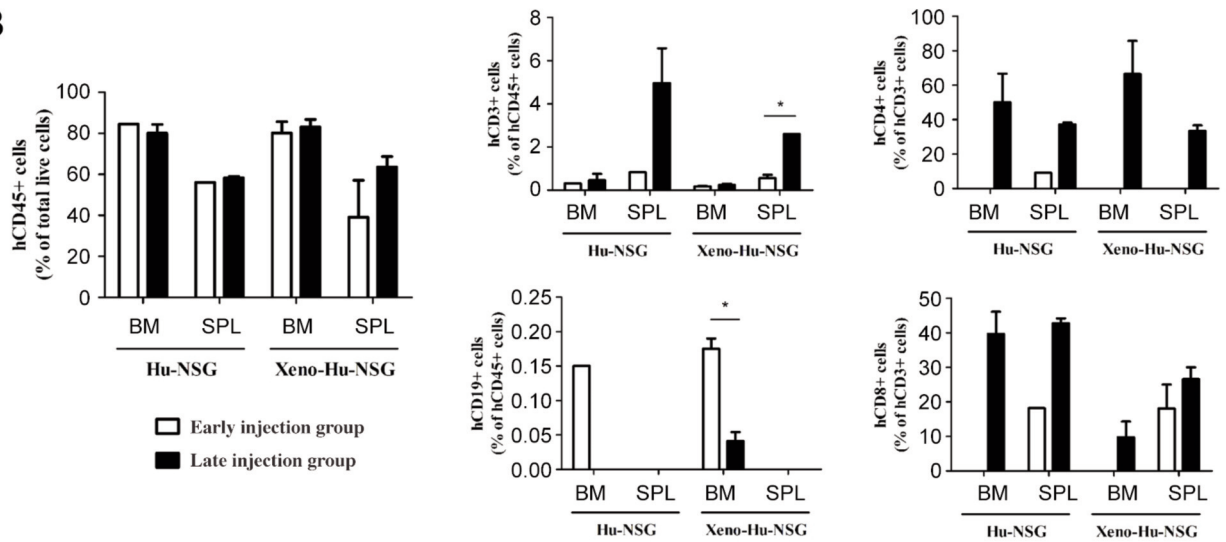 B
hCD45+ cells
(% of total live cells)
100
80
60
40
20
0
BM SPL BM SPL
Hu-NSG Xeno-Hu-NSG
Early injection group
Late injection group
hCD3+ cells
(% of hCD45+ cells)
8
6
4
2
0
*
BM SPL BM SPL
Hu-NSG Xeno-Hu-NSG
hCD4+ cells
(% of hCD3+ cells)
100
80
60
40
20
0
BM SPL BM SPL
Hu-NSG Xeno-Hu-NSG
hCD19+ cells
(% of hCD45+ cells)
0.25
0.20
0.15
0.10
0.05
0.00
*
BM SPL BM SPL
Hu-NSG Xeno-Hu-NSG
hCD8+ cells
(% of hCD3+ cells)
50
40
30
20
10
0
BM SPL BM SPL
Hu-NSG Xeno-Hu-NSG